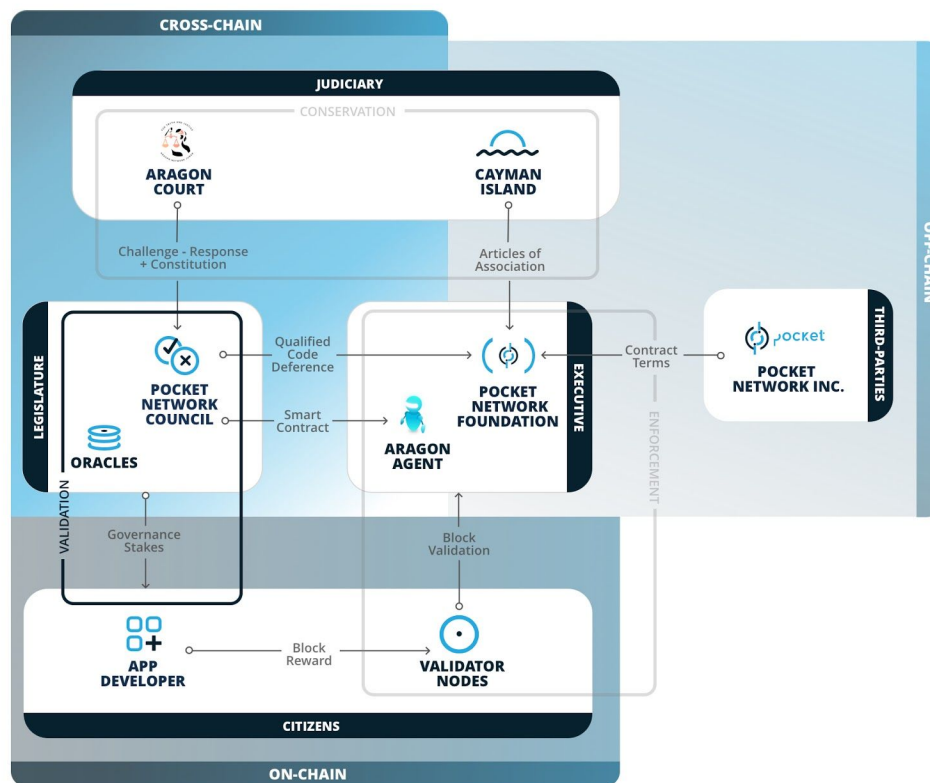 CROSS-CHAIN
JUDICIARY
CONSERVATION
ARAGON
COURT
CAYMAN
ISLAND
OFF-CHAIN
Challenge - Response
+ Constitution
Articles of
Association
LEGISLATURE
POCKET
NETWORK
COUNCIL
ORACLES
VALIDATION
Qualified
Code
Deference
Smart
Contract
POCKET
NETWORK
FOUNDATION
ARAGON
AGENT
EXECUTIVE
ENFORCEMENT
Contract
Terms
pocket
POCKET
NETWORK INC.
THIRD-PARTIES
Governance
Stakes
Block
Validation
APP
DEVELOPER
Block
Reward
VALIDATOR
NODES
CITIZENS
ON-CHAIN